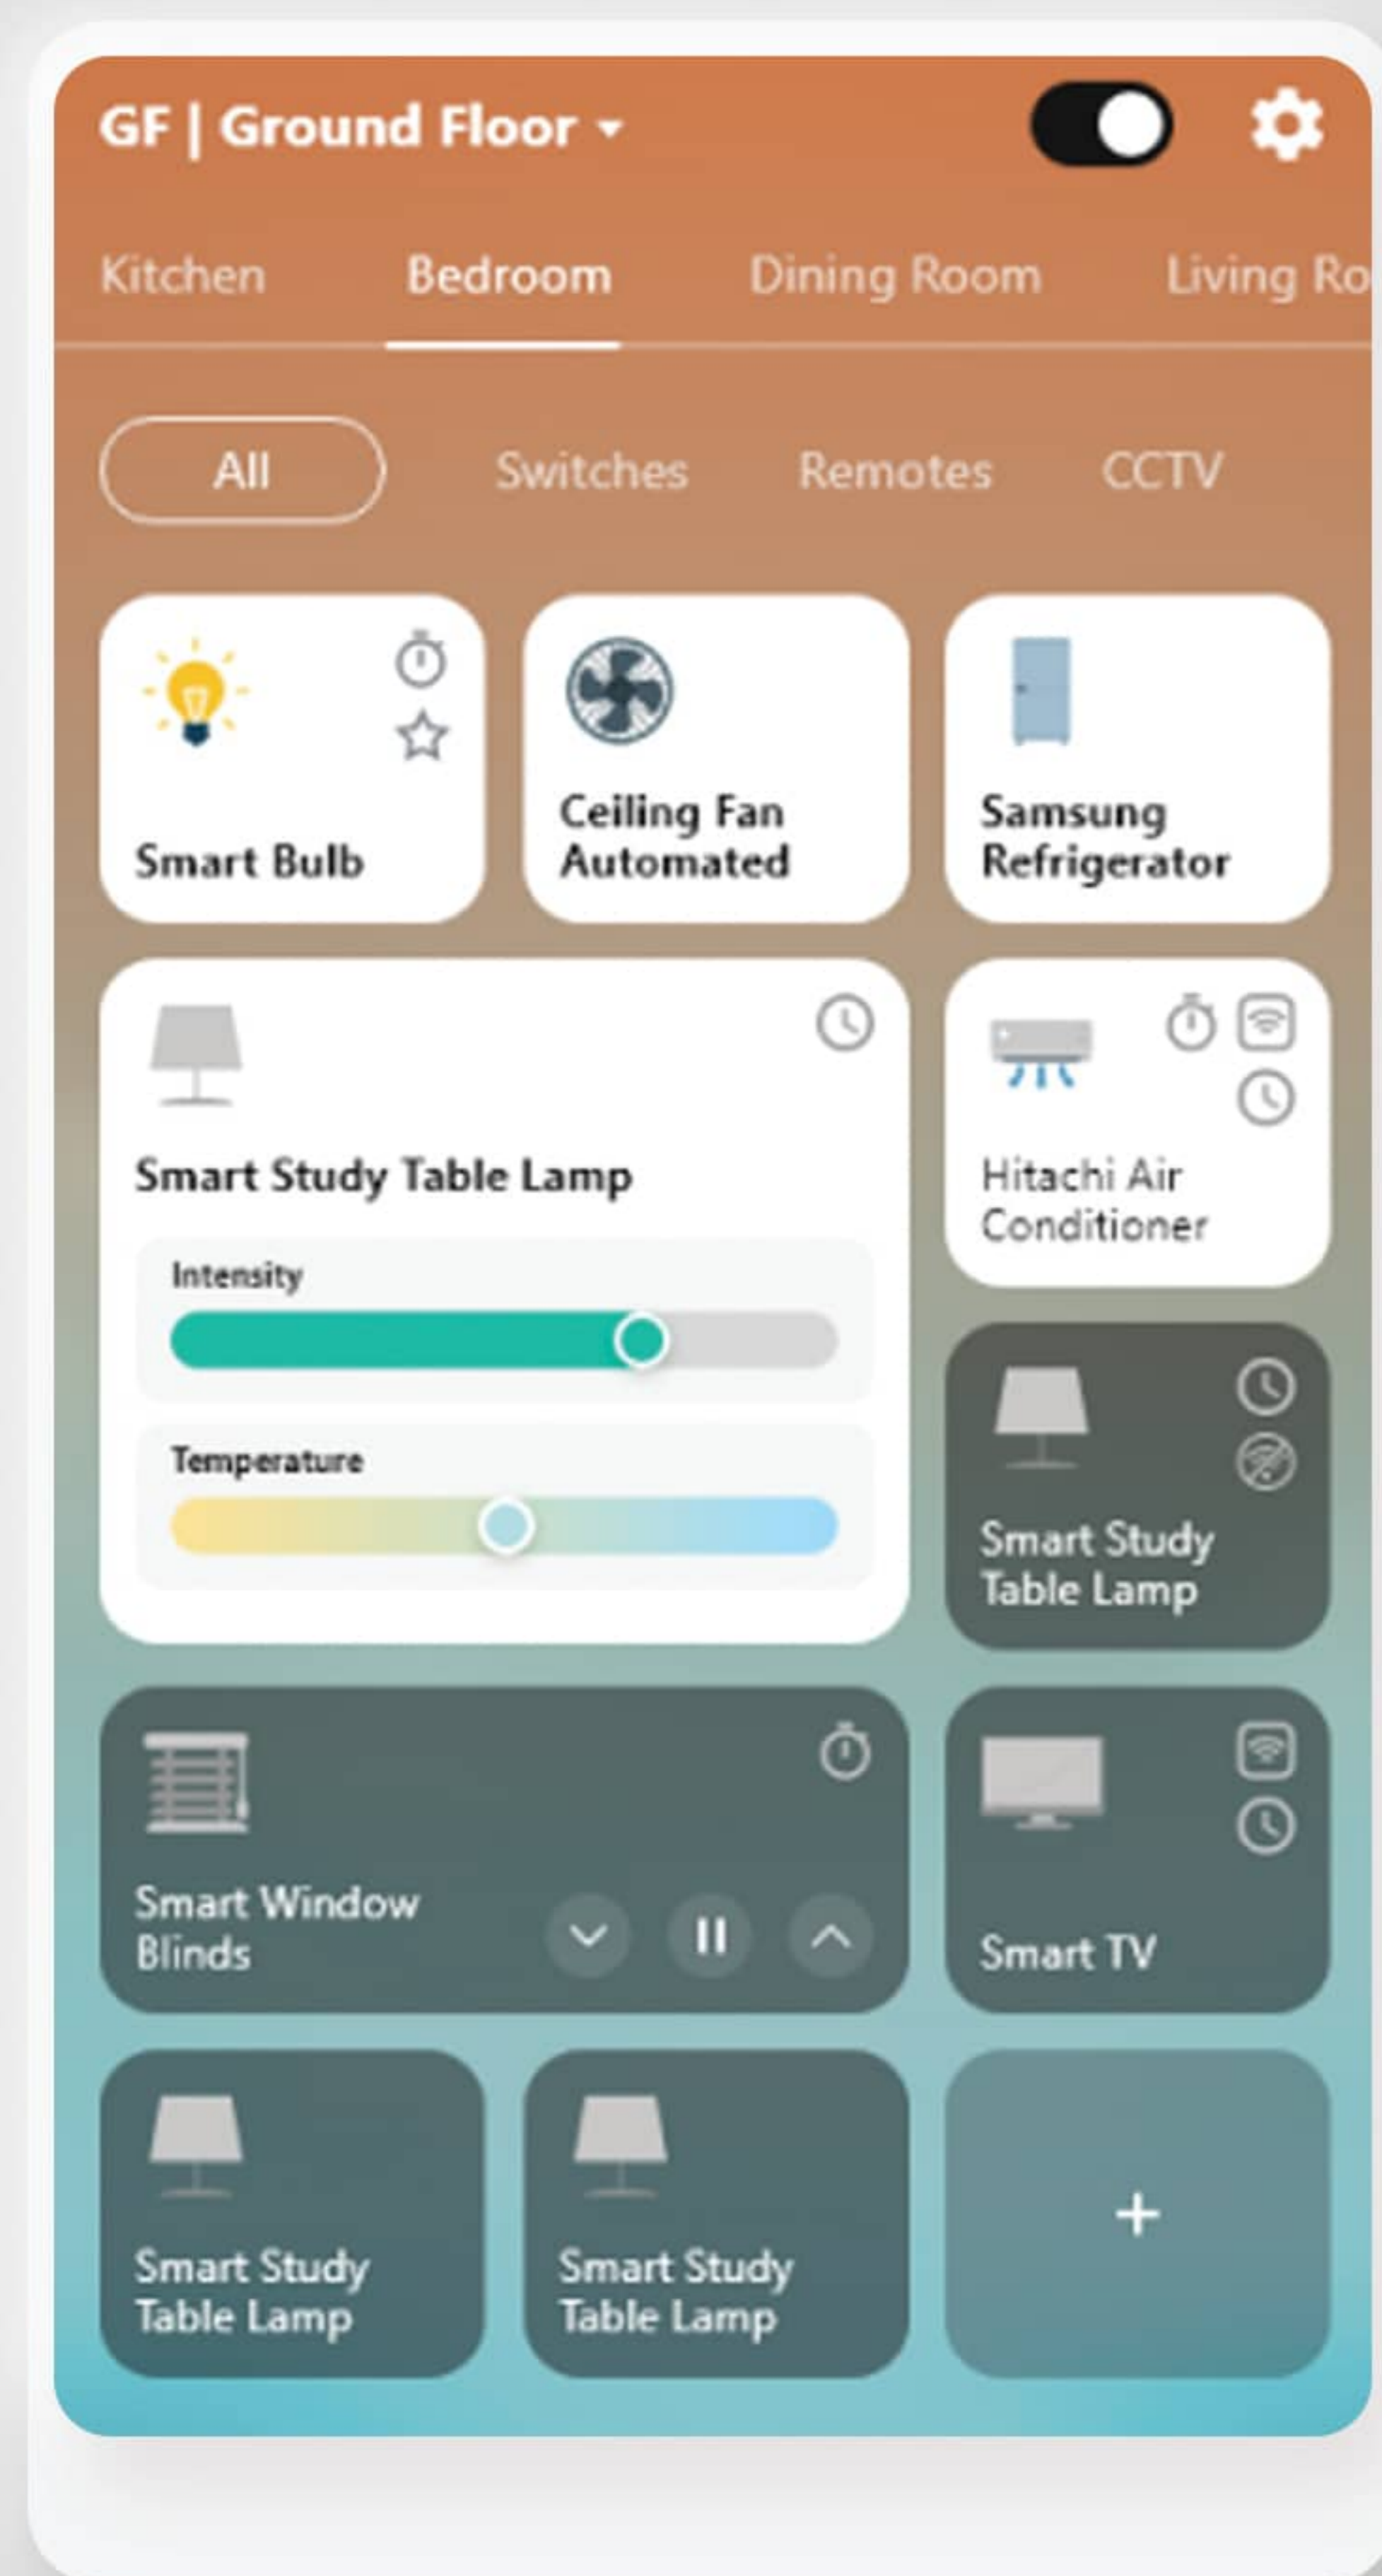 GF | Ground Floor
Kitchen Bedroom Dining Room Living Ro
All Switches Remotes CCTV
Smart Bulb
Ceiling Fan
Automated
Samsung
Refrigerator
Smart Study Table Lamp
Intensity
Temperature
Hitachi Air
Conditioner
Smart Study
Table Lamp
Smart Window
Blinds
Smart TV
Smart Study
Table Lamp
Smart Study
Table Lamp